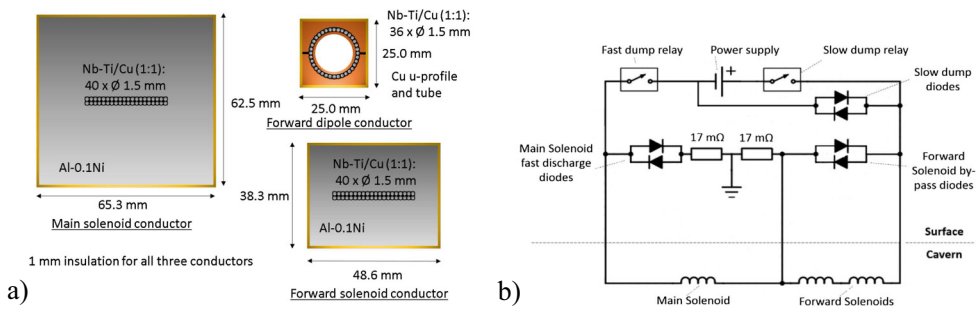 Nb-Ti/Cu (1:1):
40 x Ø 1.5 mm
Al-0.1Ni
62.5 mm
65.3 mm
Main solenoid conductor
1 mm insulation for all three conductors
a)
Nb-Ti/Cu (1:1):
36 x Ø 1.5 mm
25.0 mm
Cu u-profile
and tube
25.0 mm
Forward dipole conductor
Nb-Ti/Cu (1:1):
40 x Ø 1.5 mm
Al-0.1Ni
38.3 mm
48.6 mm
Forward solenoid conductor
b)
Fast dump relay
Power supply
Slow dump relay
+
Slow dump
diodes
Main Solenoid
fast discharge
diodes
17 mΩ
17 mΩ
Forward
Solenoid by-
pass diodes
Surface
Cavern
Main Solenoid
Forward Solenoids